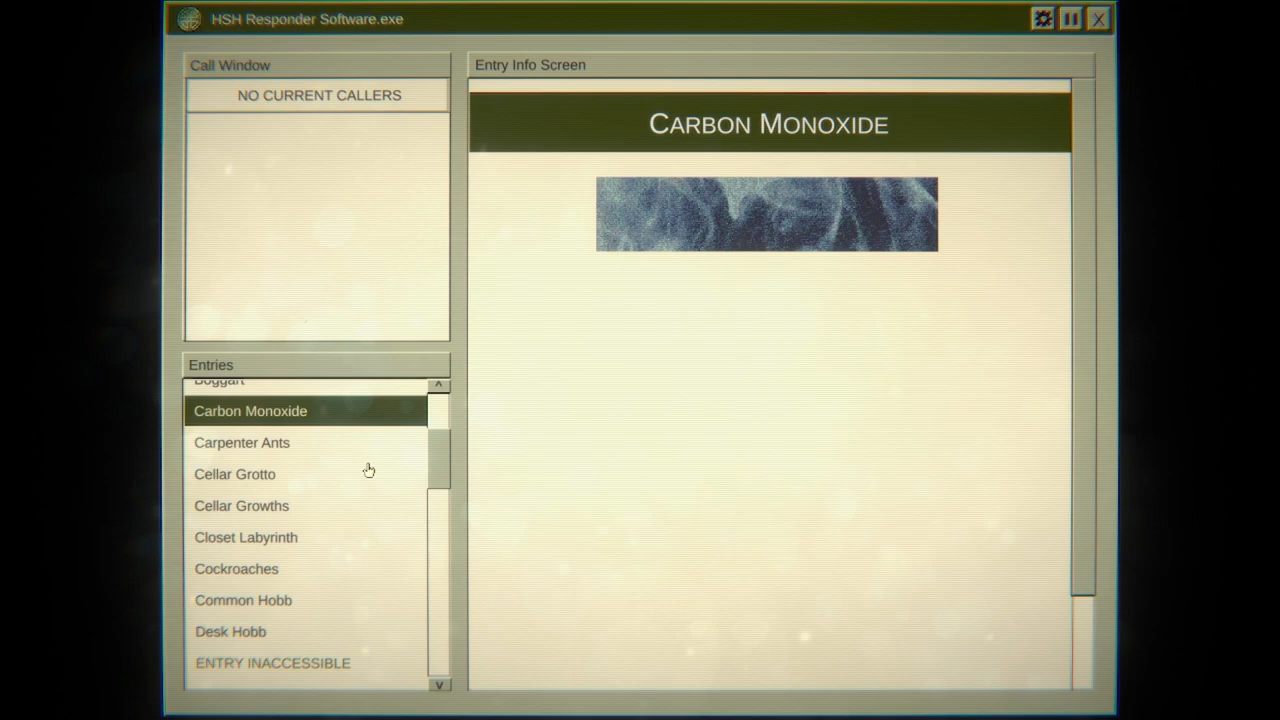 HSH Responder Software.exe
Call Window
NO CURRENT CALLERS
Entry Info Screen
CARBON MONOXIDE
Entries
Boggart
Carbon Monoxide
Carpenter Ants
Cellar Grotto
Cellar Growths
Closet Labyrinth
Cockroaches
Common Hobb
Desk Hobb
ENTRY INACCESSIBLE